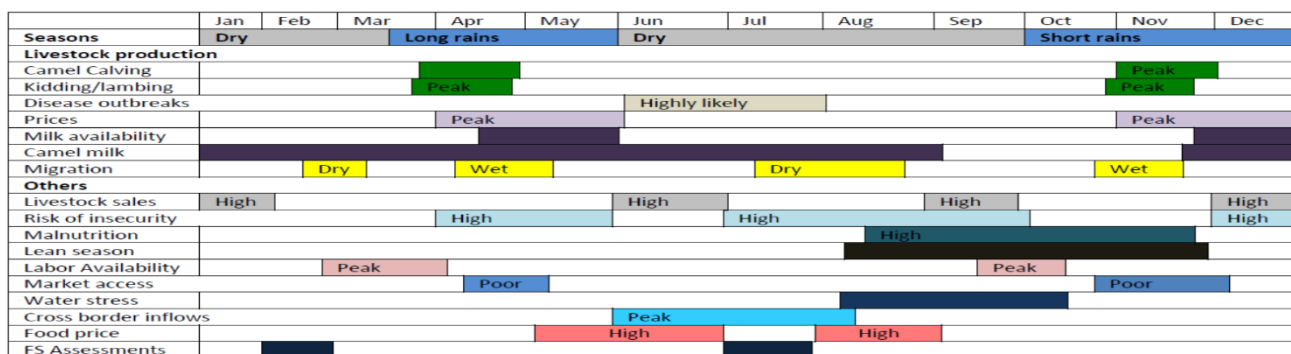 Jan Feb Mar Apr May Jun Jul Aug Sep Oct Nov Dec
Seasons Dry Long rains Dry Short rains
Livestock production
Camel Calving Peak
Kidding/lambing Peak Peak
Disease outbreaks Highly likely
Prices Peak Peak
Milk availability
Camel milk
Migration Dry Wet Dry Wet
Others
Livestock sales High High High High
Risk of insecurity High High High
Malnutrition High
Lean season
Labor Availability Peak Peak
Market access Poor Poor
Water stress
Cross border inflows Peak
Food price High High
FS Assessments